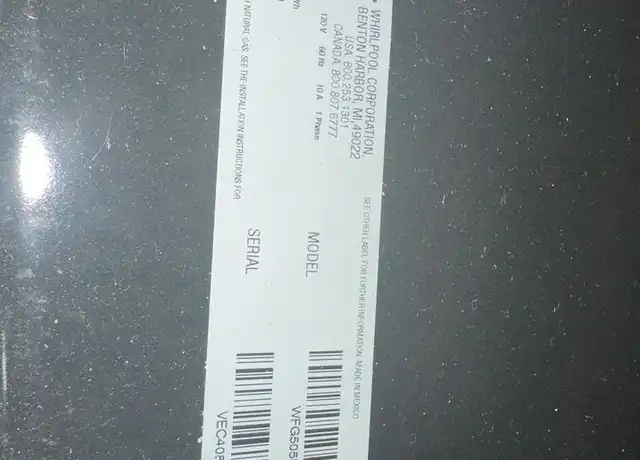 WHIRLPOOL CORPORATION
BENTON HARBOR, MI, 49022
USA. 800.253.1301
CANADA. 800.807.6777
120 V 60 Hz 10 A 1 Phase
NATURAL GAS. SEE THE INSTALLATION INSTRUCTIONS FOR
SEE OTHER LABEL FOR FURTHER INFORMATION MADE IN MEXICO
MODEL
WFG505
SERIAL
VEC40